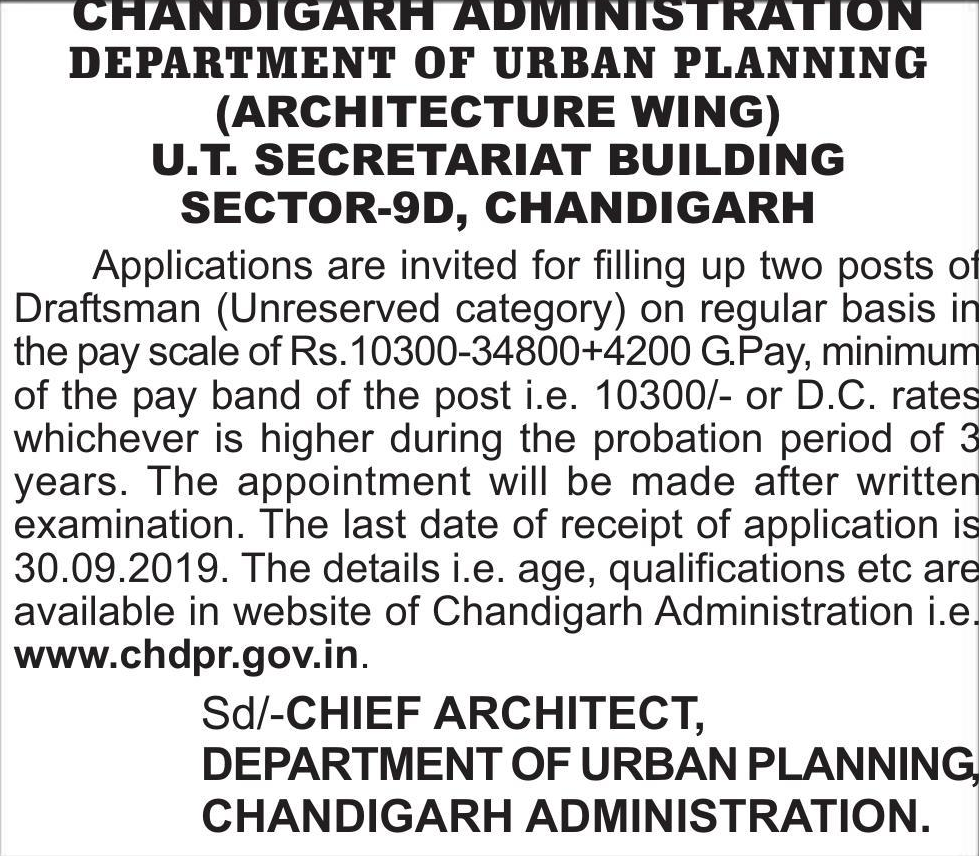 CHANDIGARH ADMINISTRATION
DEPARTMENT OF URBAN PLANNING
(ARCHITECTURE WING)
U.T. SECRETARIAT BUILDING
SECTOR-9D, CHANDIGARH
Applications are invited for filling up two posts of
Draftsman (Unreserved category) on regular basis in
the pay scale of Rs.10300-34800+4200 G.Pay, minimum
of the pay band of the post i.e. 10300/- or D.C. rates
whichever is higher during the probation period of 3
years. The appointment will be made after written
examination. The last date of receipt of application is
30.09.2019. The details i.e. age, qualifications etc are
available in website of Chandigarh Administration i.e.
www.chdpr.gov.in.
Sd/-CHIEF ARCHITECT,
DEPARTMENT OF URBAN PLANNING,
CHANDIGARH ADMINISTRATION.